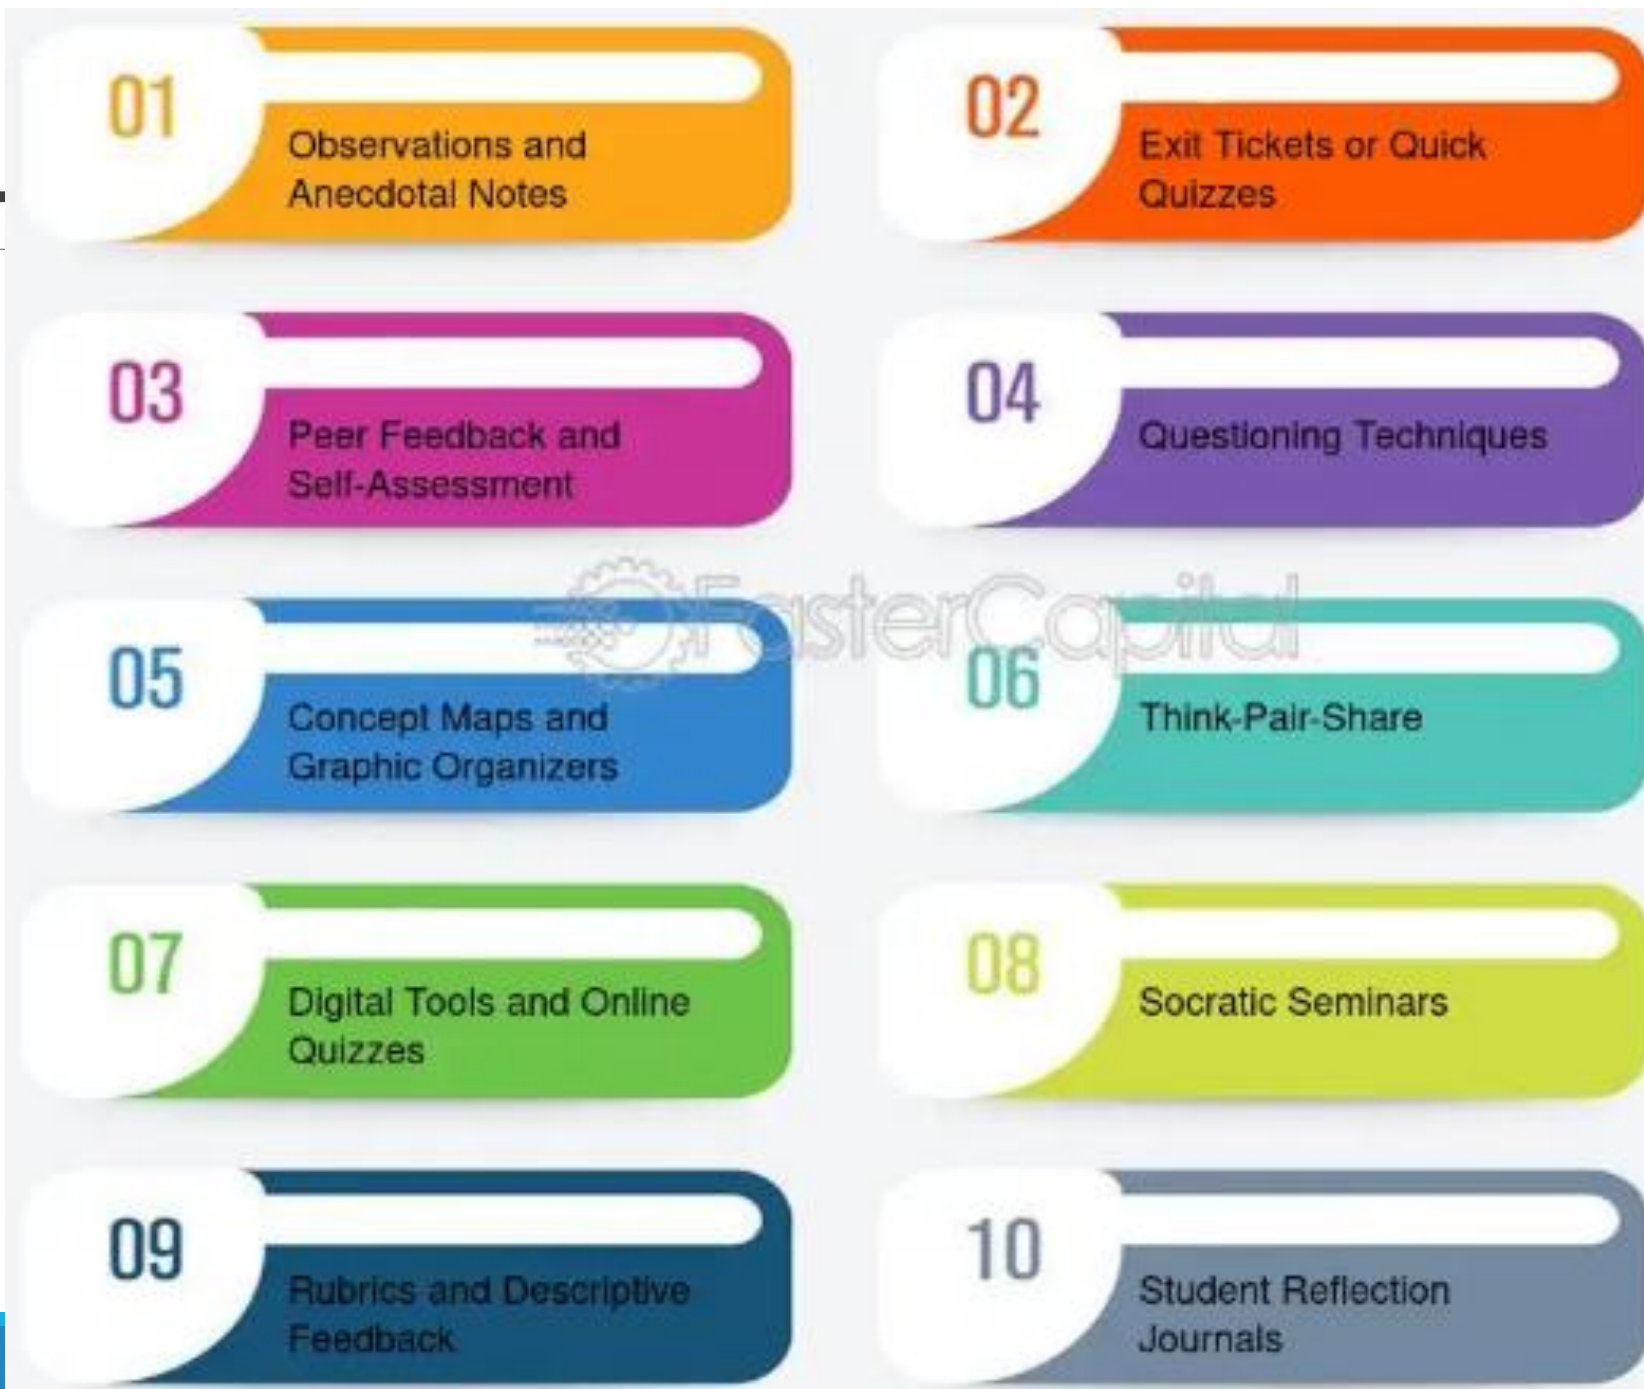 01
Observations and
Anecdotal Notes
02
Exit Tickets or Quick
Quizzes
03
Peer Feedback and
Self-Assessment
04
Questioning Techniques
FasterCapital
05
Concept Maps and
Graphic Organizers
06
Think-Pair-Share
07
Digital Tools and Online
Quizzes
08
Socratic Seminars
09
Rubrics and Descriptive
Feedback
10
Student Reflection
Journals